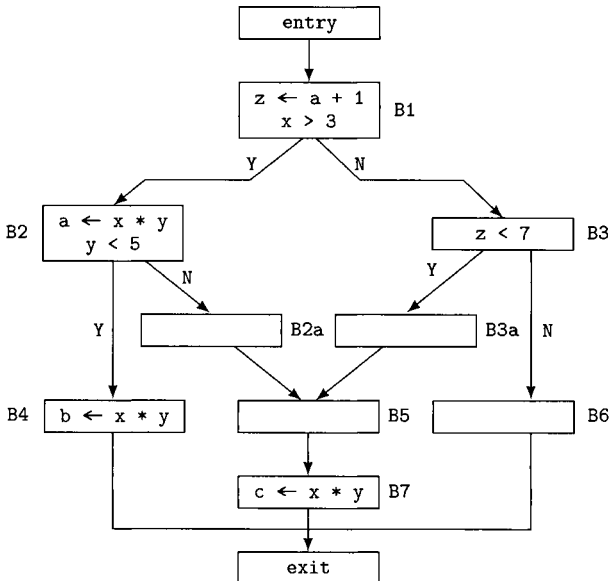 entry
z ← a + 1
x > 3
B1
Y
N
B2
a ← x * y
y < 5
z < 7
B3
N
Y
B2a
B3a
Y
N
B4
b ← x * y
B5
B6
c ← x * y
B7
exit